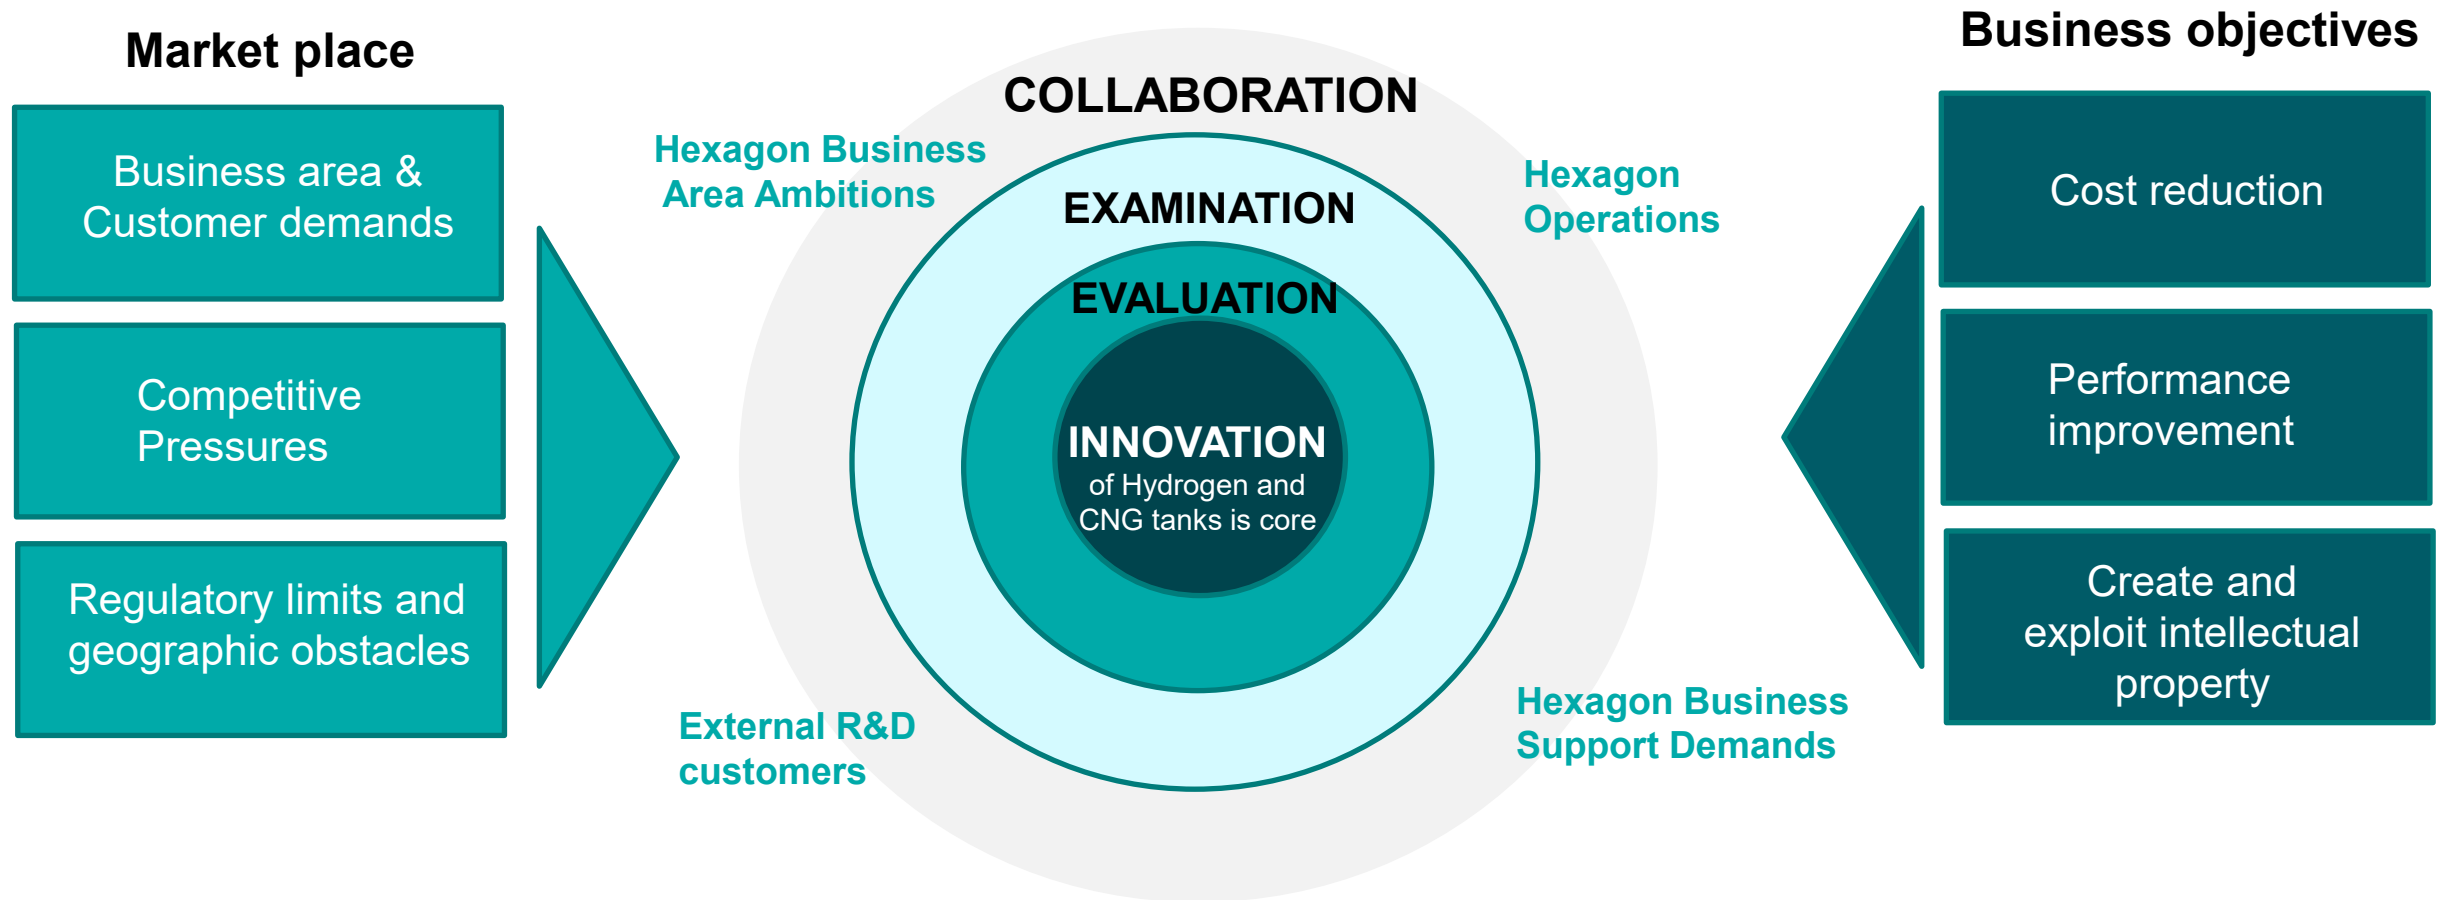 Market place
Business area &
Customer demands
Competitive
Pressures
Regulatory limits and
geographic obstacles
COLLABORATION
Hexagon Business
Area Ambitions
Hexagon
Operations
EXAMINATION
EVALUATION
INNOVATION
of Hydrogen and
CNG tanks is core
External R&D
customers
Hexagon Business
Support Demands
Business objectives
Cost reduction
Performance
improvement
Create and
exploit intellectual
property